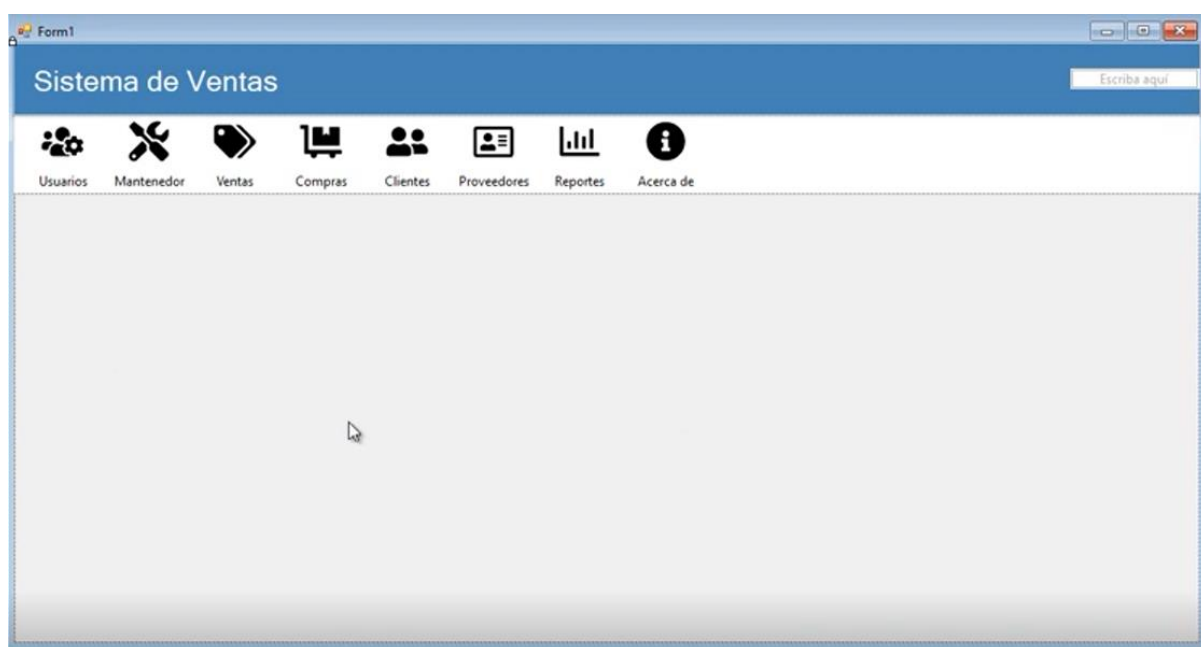 Form1
Sistema de Ventas
Escriba aquí
Usuarios Mantenedor Ventas Compras Clientes Proveedores Reportes Acerca de